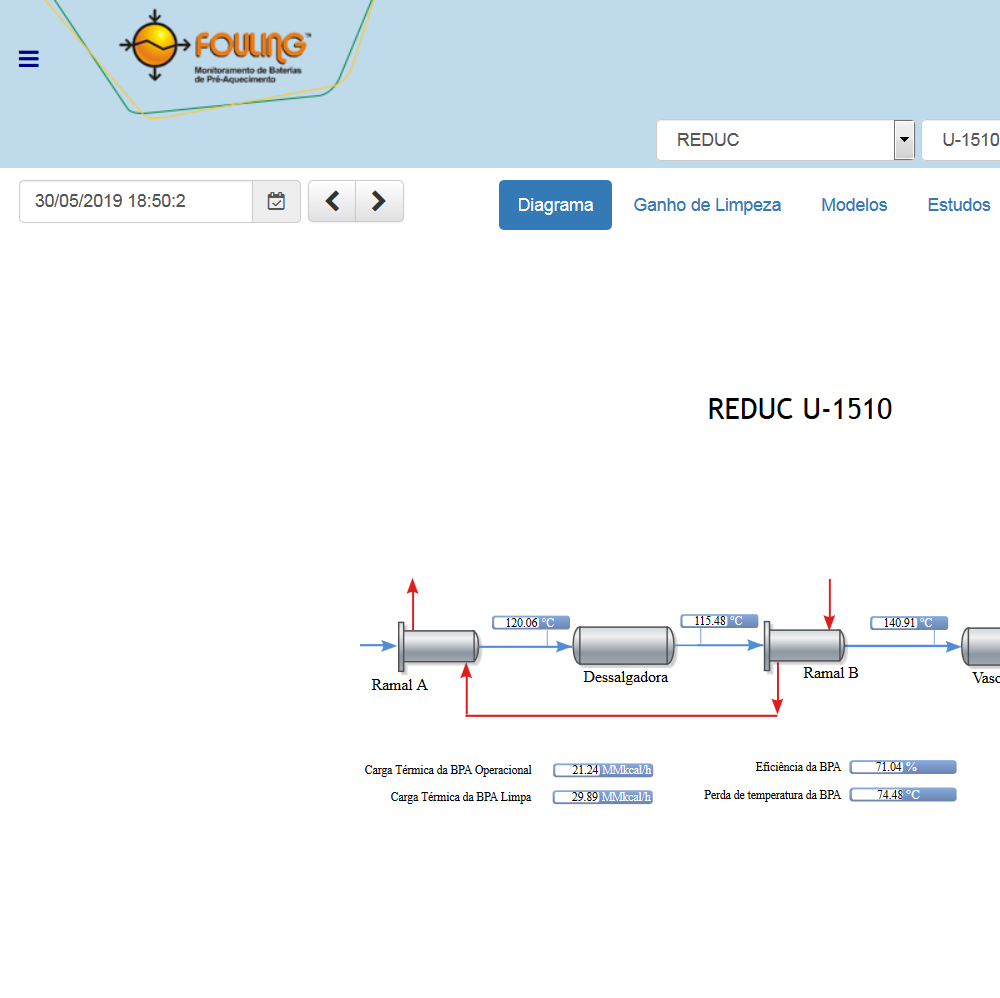 FOULING™
Monitoramento de Baterias
de Pré-Aquecimento
REDUC
U-1510
30/05/2019 18:50:2
Diagrama
Ganho de Limpeza
Modelos
Estudos
REDUC U-1510
120.06 °C
115.48 °C
140.91 °C
Ramal A
Dessalgadora
Ramal B
Vasc
Carga Térmica da BPA Operacional
21.24 MMkcal/h
Eficiência da BPA
71.04 %
Carga Térmica da BPA Limpa
29.89 MMkcal/h
Perda de temperatura da BPA
74.48 °C